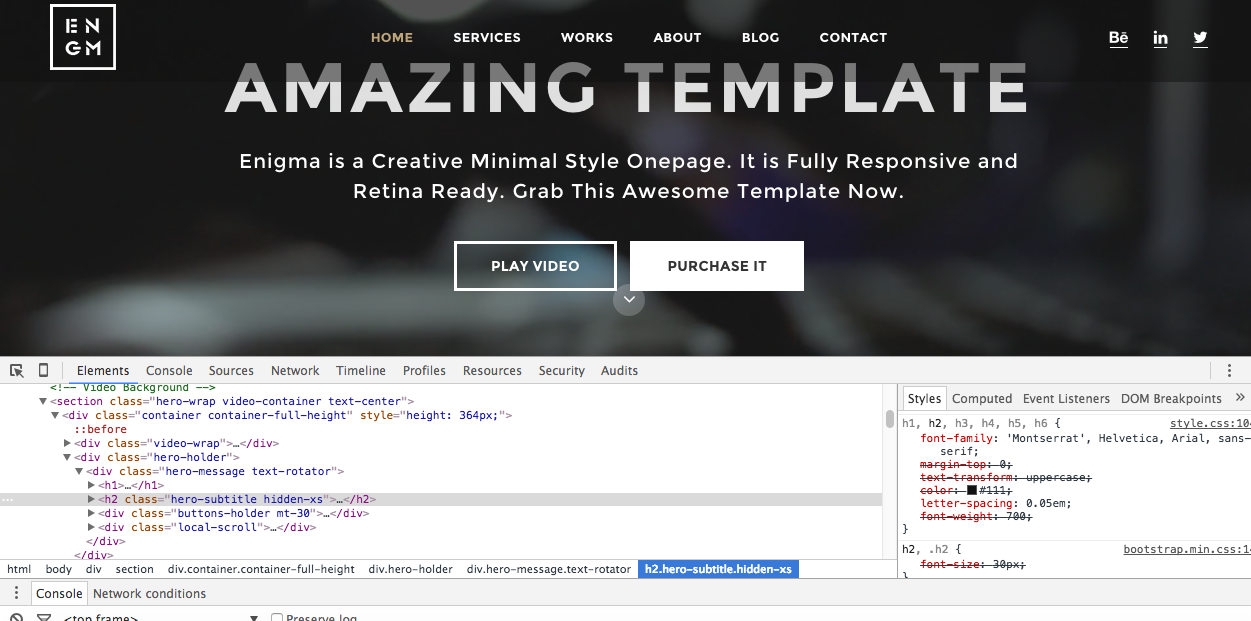 EN
GM
HOME SERVICES WORKS ABOUT BLOG CONTACT
Bē in
AMAZING TEMPLATE
Enigma is a Creative Minimal Style Onepage. It is Fully Responsive and
Retina Ready. Grab This Awesome Template Now.
PLAY VIDEO PURCHASE IT
Elements Console Sources Network Timeline Profiles Resources Security Audits
<!-- Video Background -->
<section class="hero-wrap video-container text-center">
<div class="container container-full-height" style="height: 364px;">
::before
<div class="video-wrap">…</div>
<div class="hero-holder">
<div class="hero-message text-rotator">
<h1>…</h1>
<h2 class="hero-subtitle hidden-xs">…</h2>
<div class="buttons-holder mt-30">…</div>
<div class="local-scroll">…</div>
</div>
</div>
html body div section div.container.container-full-height div.hero-holder div.hero-message.text-rotator h2.hero-subtitle.hidden-xs
Styles Computed Event Listeners DOM Breakpoints »
h1, h2, h3, h4, h5, h6 { style.css:104
font-family: 'Montserrat', Helvetica, Arial, sans-
serif;
margin-top: 0;
text-transform: uppercase;
color: #111;
letter-spacing: 0.05em;
font-weight: 700;
}
h2, .h2 { bootstrap.min.css:14
font-size: 30px;
}
Console Network conditions
<top frame> Preserve log